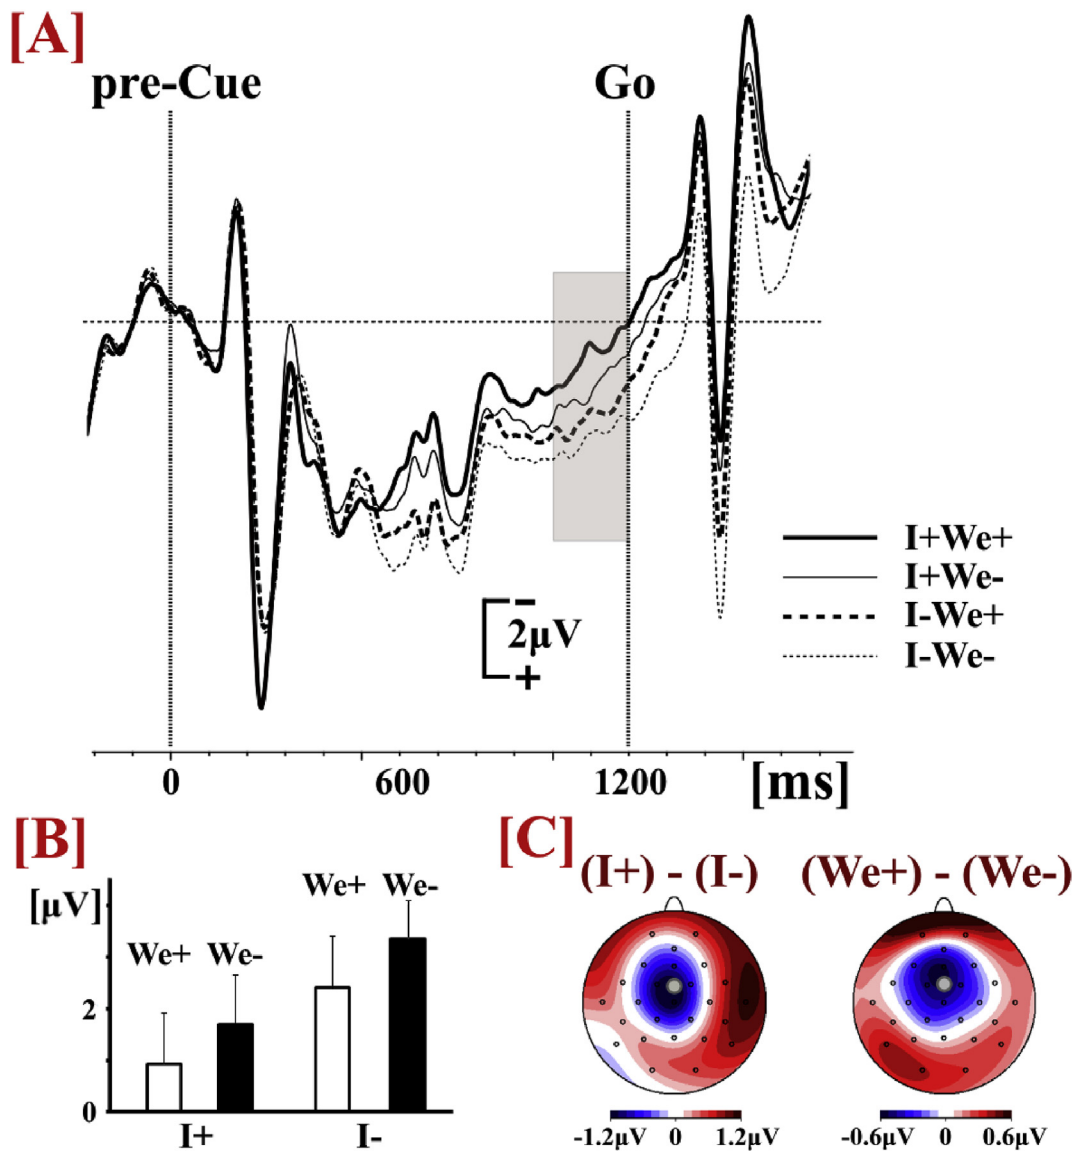 [A]
pre-Cue
Go
I+We+
I+We-
I-We+
I-We-
-
2μV
+
0
600
1200
[ms]
[B]
[μV]
We+
We-
We+
We-
2
0
I+
I-
[C]
(I+) - (I-)
(We+) - (We-)
-1.2μV
0
1.2μV
-0.6μV
0
0.6μV